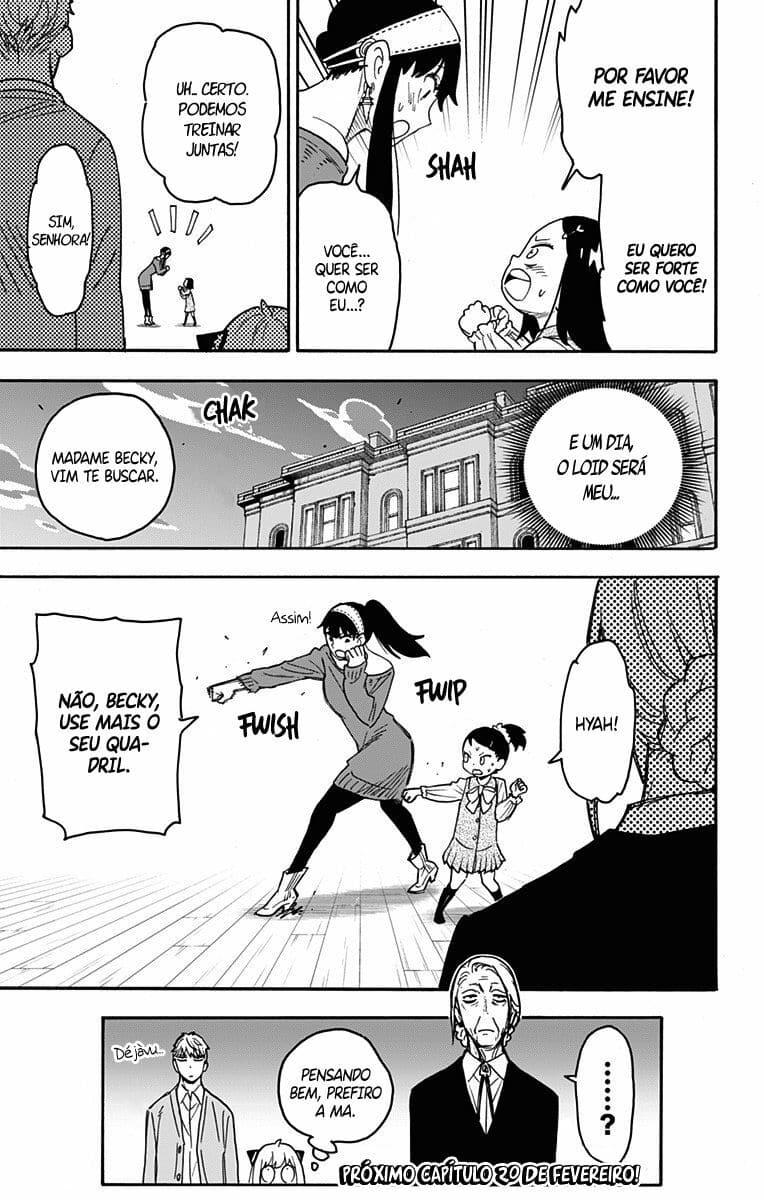 POR FAVOR
ME ENSINE!
EU QUERO
SER FORTE
COMO VOCÊ!
SHAH
VOCÊ...
QUER SER
COMO
EU...?
UH... CERTO.
PODEMOS
TREINAR
JUNTAS!
SIM,
SENHORA!
E UM DIA,
O LOID SERÁ
MEU...
CHAK
MADAME BECKY,
VIM TE BUSCAR.
HYAH!
FWIP
Assim!
FWISH
NÃO, BECKY,
USE MAIS O
SEU QUA-
DRIL.
........?
PENSANDO
BEM, PREFIRO
A MA.
Déjàvu...
PRÓXIMO CAPÍTULO 20 DE FEVEREIRO!